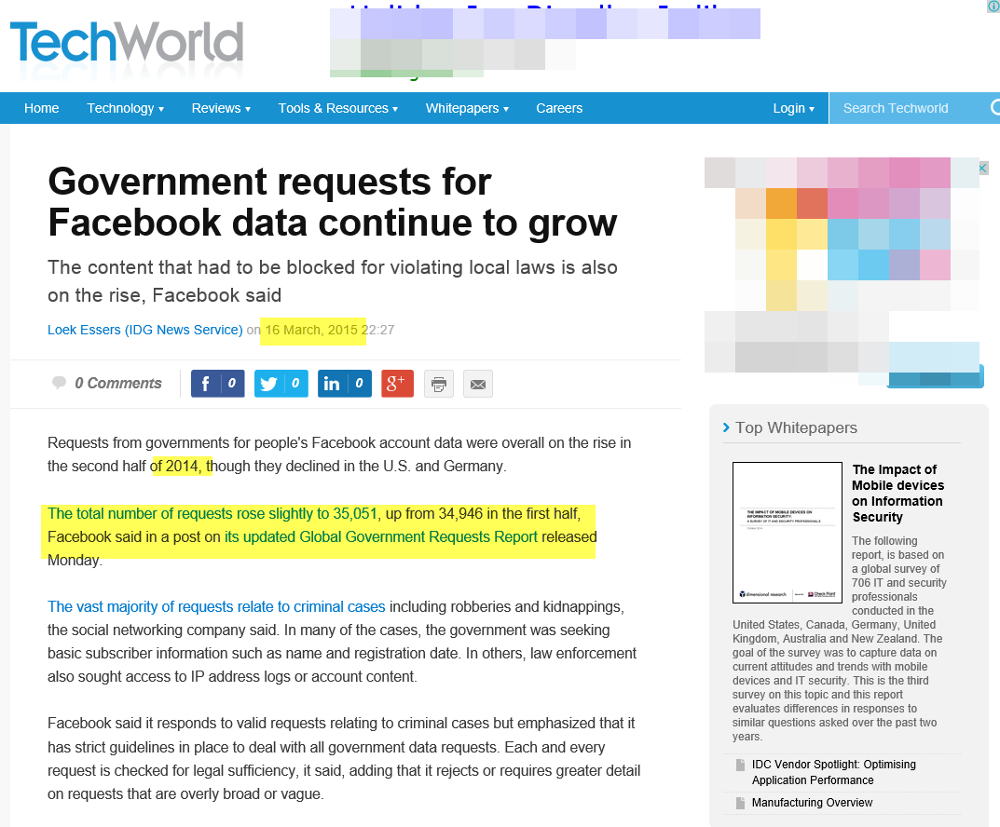 TechWorld
Home Technology Reviews Tools & Resources Whitepapers Careers Login Search Techworld
Government requests for
Facebook data continue to grow
The content that had to be blocked for violating local laws is also
on the rise, Facebook said
Loek Essers (IDG News Service) on 16 March, 2015 22:27
0 Comments f 0 0 in 0 g+
Requests from governments for people's Facebook account data were overall on the rise in
the second half of 2014, though they declined in the U.S. and Germany.
The total number of requests rose slightly to 35,051, up from 34,946 in the first half,
Facebook said in a post on its updated Global Government Requests Report released
Monday.
The vast majority of requests relate to criminal cases including robberies and kidnappings,
the social networking company said. In many of the cases, the government was seeking
basic subscriber information such as name and registration date. In others, law enforcement
also sought access to IP address logs or account content.
Facebook said it responds to valid requests relating to criminal cases but emphasized that it
has strict guidelines in place to deal with all government data requests. Each and every
request is checked for legal sufficiency, it said, adding that it rejects or requires greater detail
on requests that are overly broad or vague.
Top Whitepapers
THE IMPACT OF MOBILE DEVICES ON
INFORMATION SECURITY:
A SURVEY OF IT AND SECURITY PROFESSIONALS
dimensional research Check Point
The Impact of
Mobile devices
on Information
Security
The following
report, is based on
a global survey of
706 IT and security
professionals
conducted in the
United States, Canada, Germany, United
Kingdom, Australia and New Zealand. The
goal of the survey was to capture data on
current attitudes and trends with mobile
devices and IT security. This is the third
survey on this topic and this report
evaluates differences in responses to
similar questions asked over the past two
years.
IDC Vendor Spotlight: Optimising
Application Performance
Manufacturing Overview